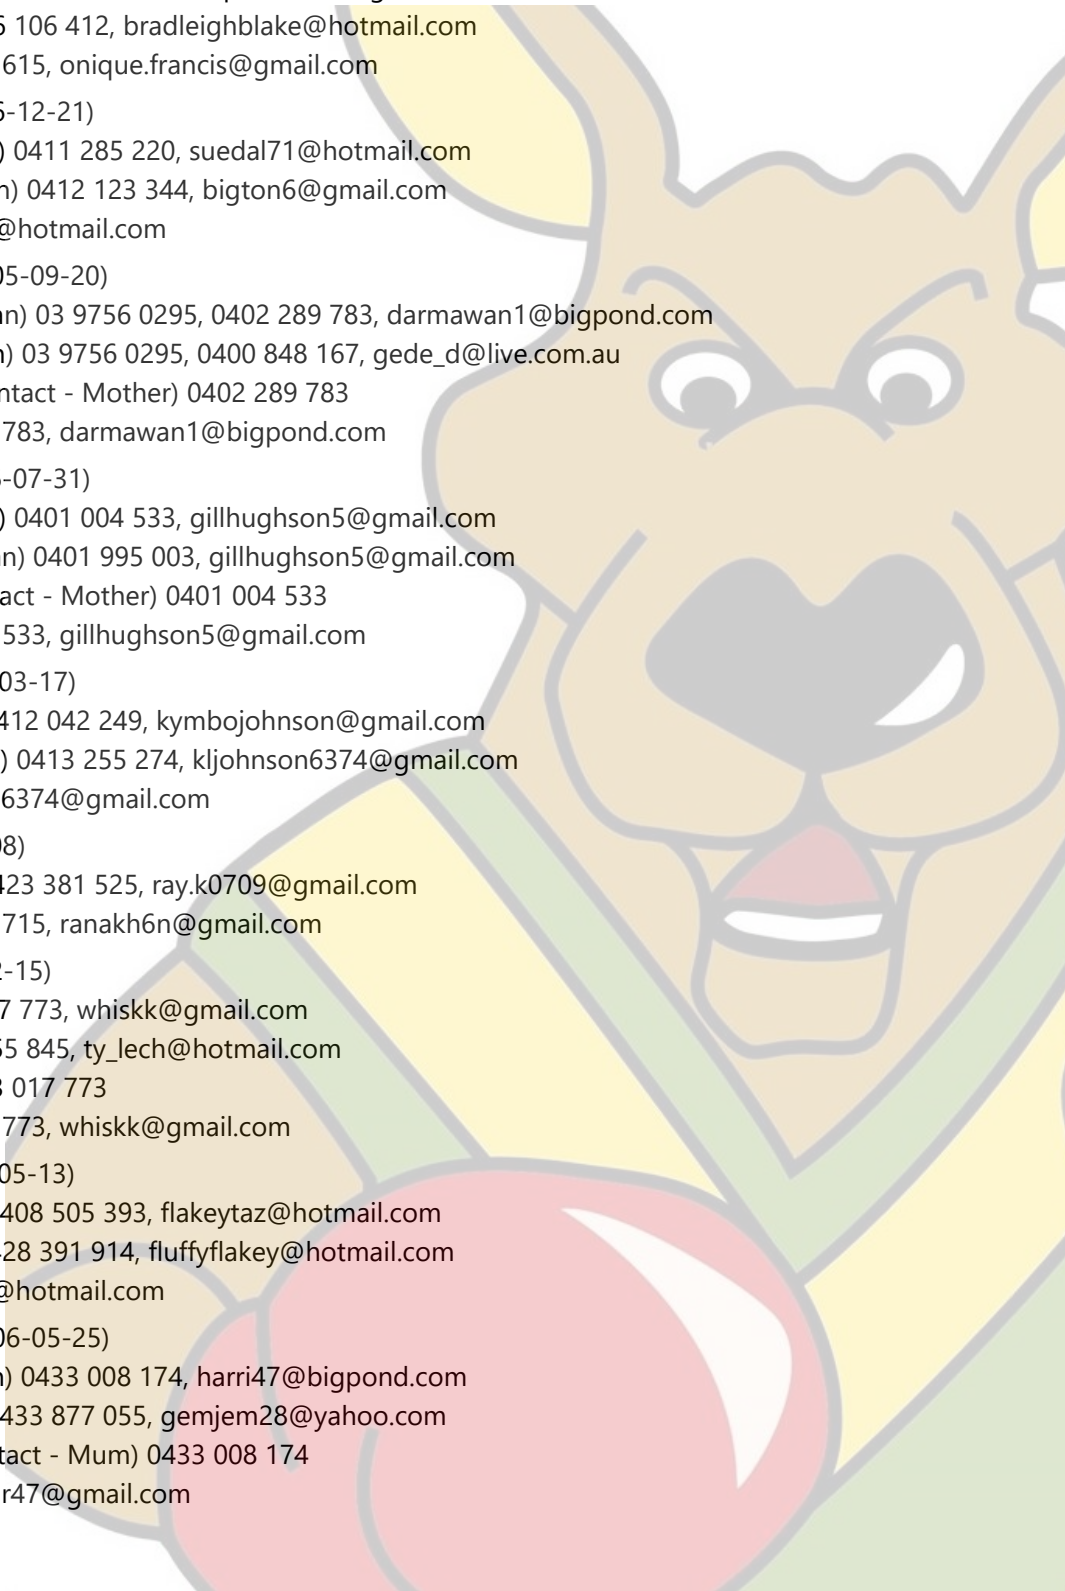 6 106 412, bradleighblake@hotmail.com
615, onique.francis@gmail.com
-12-21)
) 0411 285 220, suedal71@hotmail.com
n) 0412 123 344, bigton6@gmail.com
@hotmail.com
05-09-20)
an) 03 9756 0295, 0402 289 783, darmawan1@bigpond.com
n) 03 9756 0295, 0400 848 167, gede_d@live.com.au
ntact - Mother) 0402 289 783
783, darmawan1@bigpond.com
-07-31)
) 0401 004 533, gillhughson5@gmail.com
an) 0401 995 003, gillhughson5@gmail.com
act - Mother) 0401 004 533
533, gillhughson5@gmail.com
03-17)
412 042 249, kymbojohnson@gmail.com
) 0413 255 274, kljohnson6374@gmail.com
6374@gmail.com
08)
423 381 525, ray.k0709@gmail.com
715, ranakh6n@gmail.com
2-15)
7 773, whiskk@gmail.com
55 845, ty_lech@hotmail.com
3 017 773
773, whiskk@gmail.com
05-13)
408 505 393, flakeytaz@hotmail.com
428 391 914, fluffyflakey@hotmail.com
@hotmail.com
06-05-25)
n) 0433 008 174, harri47@bigpond.com
433 877 055, gemjem28@yahoo.com
tact - Mum) 0433 008 174
r47@gmail.com